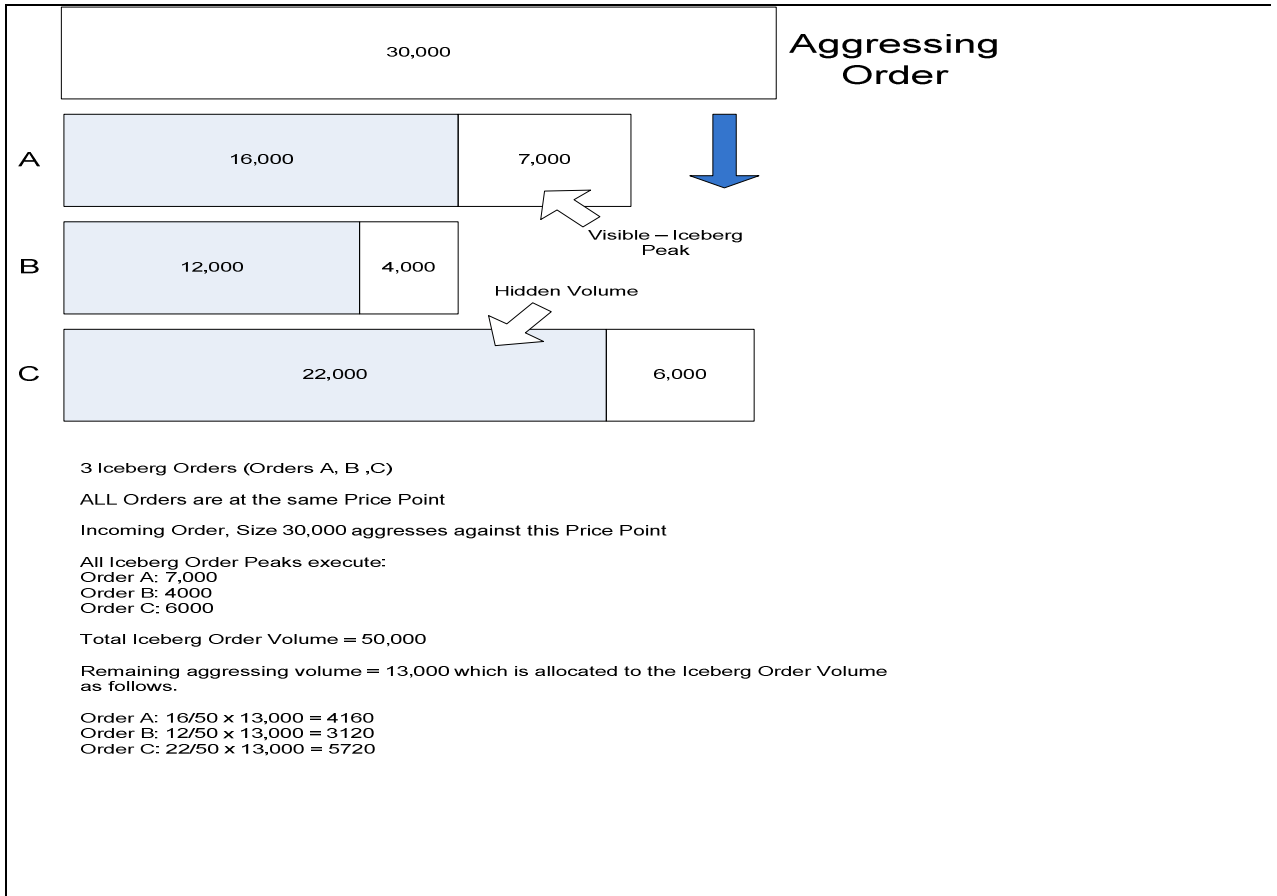 30,000
Aggressing
Order
A
16,000
7,000
Visible – Iceberg
Peak
B
12,000
4,000
Hidden Volume
C
22,000
6,000
3 Iceberg Orders (Orders A, B ,C)
ALL Orders are at the same Price Point
Incoming Order, Size 30,000 aggresses against this Price Point
All Iceberg Order Peaks execute:
Order A: 7,000
Order B: 4000
Order C: 6000
Total Iceberg Order Volume = 50,000
Remaining aggressing volume = 13,000 which is allocated to the Iceberg Order Volume
as follows.
Order A: 16/50 x 13,000 = 4160
Order B: 12/50 x 13,000 = 3120
Order C: 22/50 x 13,000 = 5720